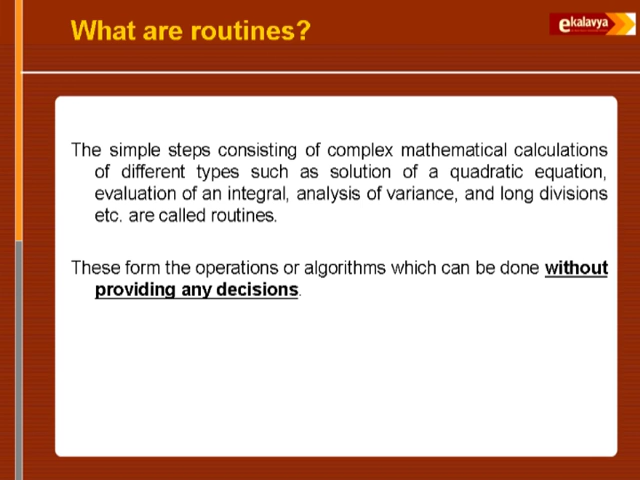 What are routines?
ekalavya
The simple steps consisting of complex mathematical calculations
of different types such as solution of a quadratic equation,
evaluation of an integral, analysis of variance, and long divisions
etc. are called routines.
These form the operations or algorithms which can be done without
providing any decisions.